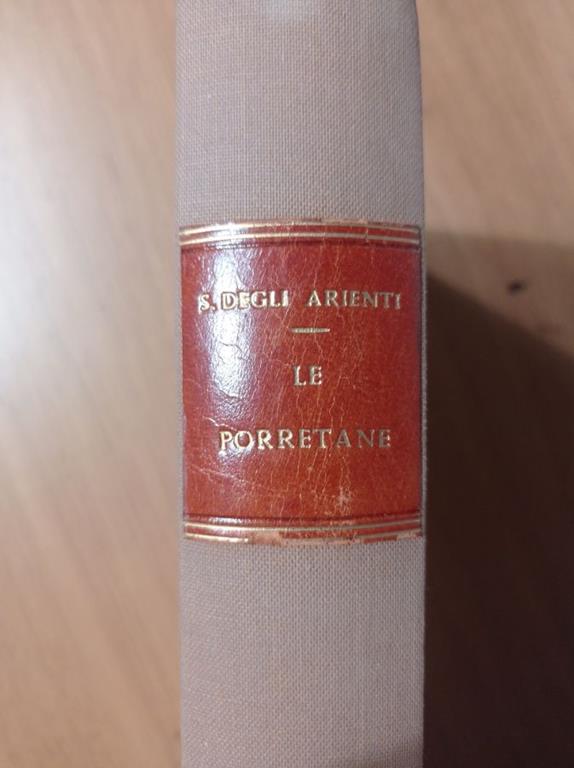 S. DEGLI ARIENTI
LE
PORRETANE